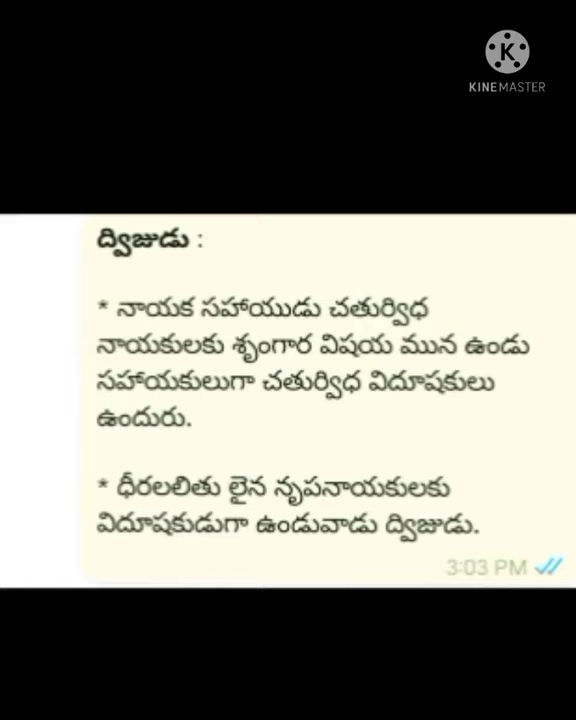 K
KINEMASTER
ద్విజుడు :
* నాయక సహాయుడు చతుర్విధ
నాయకులకు శృంగార విషయ మున ఉండు
సహాయకులుగా చతుర్విధ విదూషకులు
ఉందురు.
* ధీరలలితు లైన నృపనాయకులకు
విదూషకుడుగా ఉండువాడు ద్విజుడు.
3:03 PM